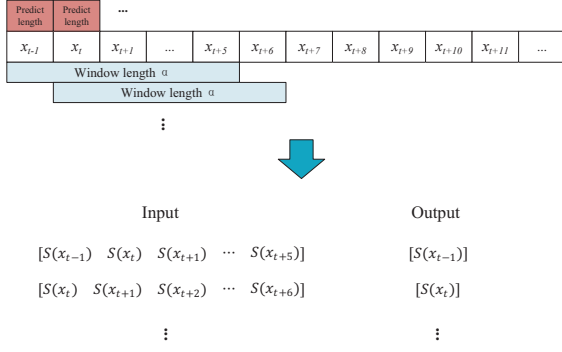 Predict length Predict length ...
x_{t-1} x_t x_{t+1} ... x_{t+5} x_{t+6} x_{t+7} x_{t+8} x_{t+9} x_{t+10} x_{t+11} ...
Window length α
Window length α
⋮
Input Output
[S(x_{t-1}) S(x_t) S(x_{t+1}) ⋯ S(x_{t+5})] [S(x_{t-1})]
[S(x_t) S(x_{t+1}) S(x_{t+2}) ⋯ S(x_{t+6})] [S(x_t)]
⋮ ⋮